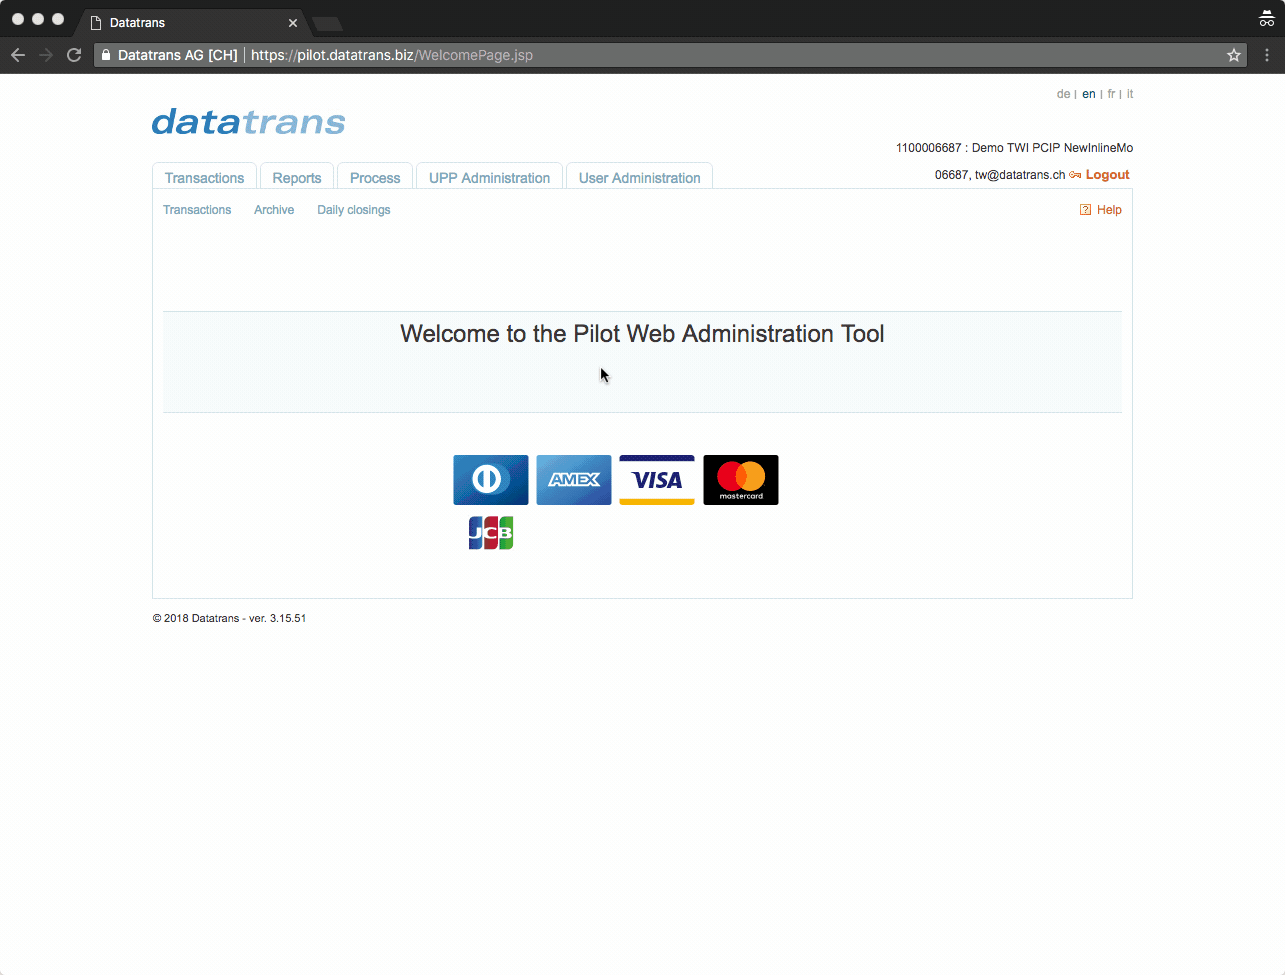 Datatrans
Datatrans AG [CH] | https://pilot.datatrans.biz/WelcomePage.jsp
de | en | fr | it
datatrans
1100006687 : Demo TWI PCIP NewInlineMo
Transactions Reports Process UPP Administration User Administration
06687, tw@datatrans.ch Logout
Transactions Archive Daily closings
? Help
Welcome to the Pilot Web Administration Tool
AMEX VISA mastercard
JCB
© 2018 Datatrans - ver. 3.15.51